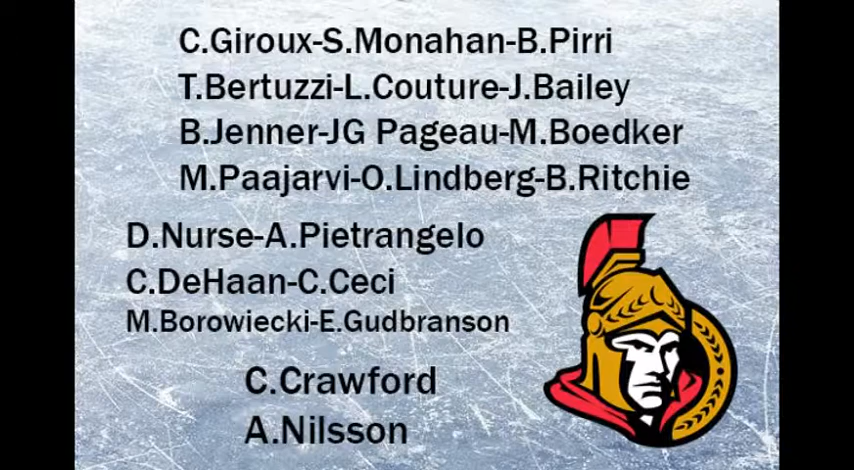 C.Giroux-S.Monahan-B.Pirri
T.Bertuzzi-L.Couture-J.Bailey
B.Jenner-JG Pageau-M.Boedker
M.Paajarvi-O.Lindberg-B.Ritchie
D.Nurse-A.Pietrangelo
C.DeHaan-C.Ceci
M.Borowiecki-E.Gudbranson
C.Crawford
A.Nilsson